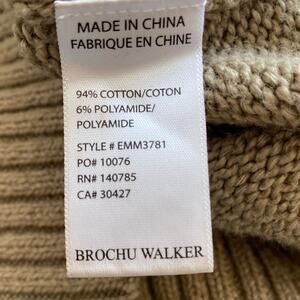 MADE IN CHINA
FABRIQUE EN CHINE
94% COTTON/COTON
6% POLYAMIDE/
POLYAMIDE
STYLE # EMM3781
PO# 10076
RN# 140785
CA# 30427
BROCHU WALKER